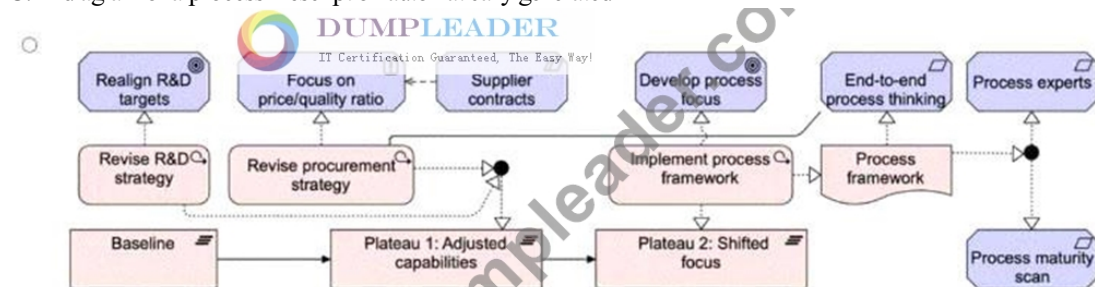 DUMPLEADER
IT Certification Guaranteed, The Easy Way!
Realign R&D
targets
Focus on
price/quality ratio
Supplier
contracts
Develop process
focus
End-to-end
process thinking
Process experts
Revise R&D
strategy
Revise procurement
strategy
Implement process
framework
Process
framework
Baseline
Plateau 1: Adjusted
capabilities
Plateau 2: Shifted
focus
Process maturity
scan